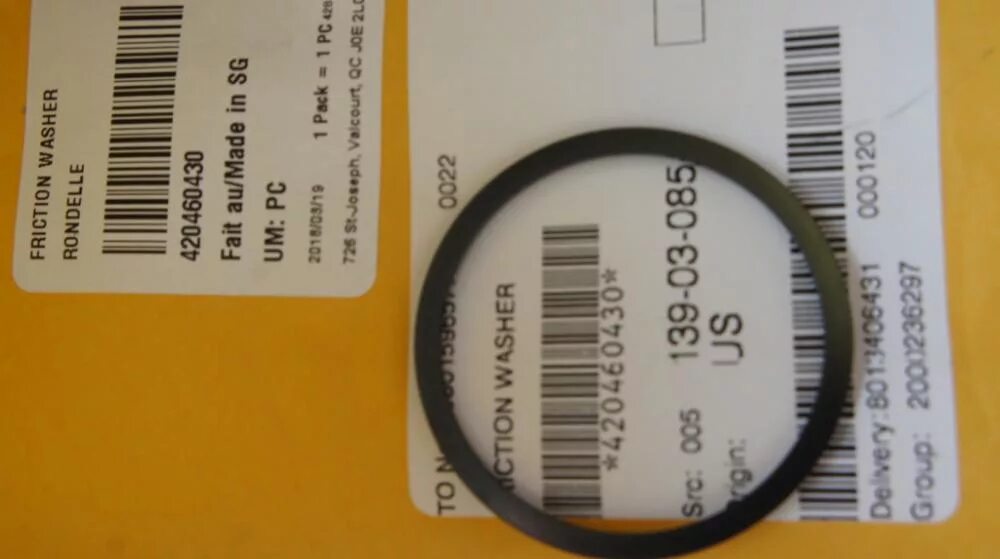 FRICTION WASHER
RONDELLE
420460430
Fait au/Made in SG
UM: PC
2018/03/19 1 Pack = 1 PC
726 St-Joseph, Valcourt, QC J0E 2L0
0022
TO
WASHER
*420460430*
Src: 005 139-03-085
US
000120
Delivery:
Group: 2000236297